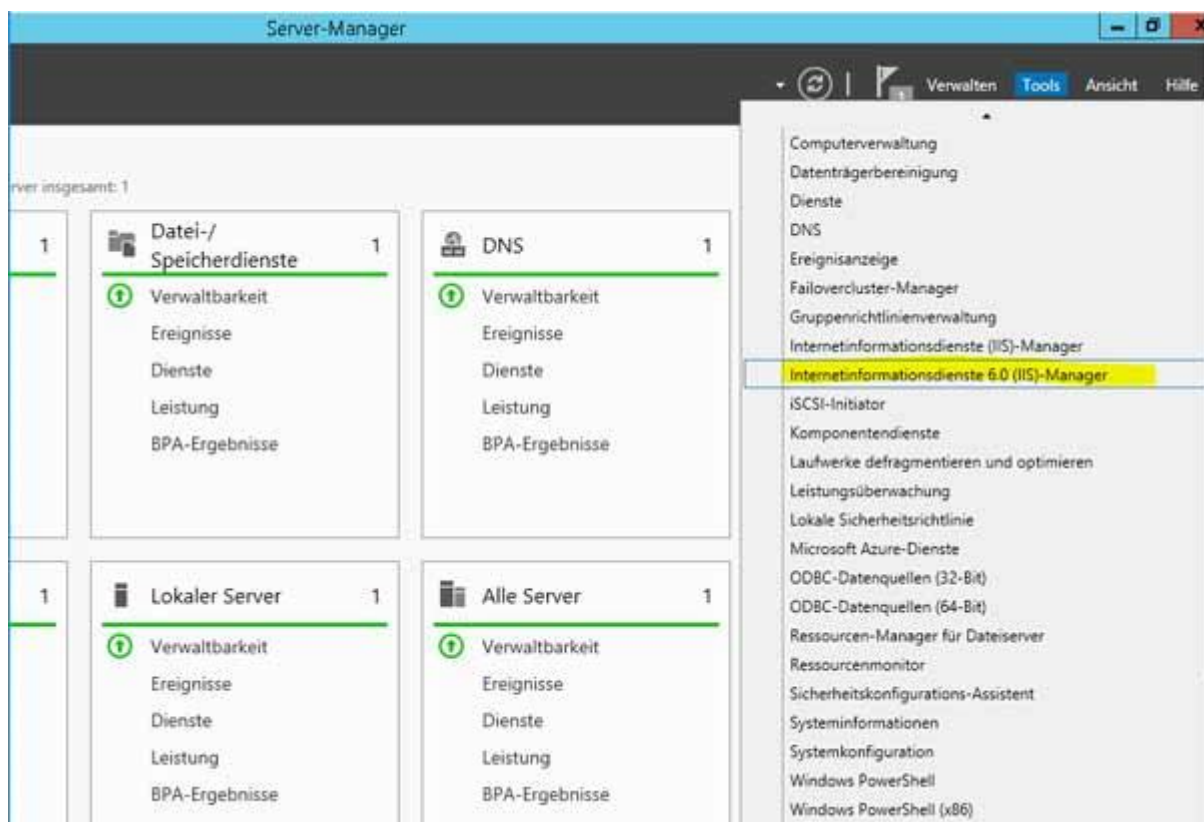 Server-Manager
1
Verwalten Tools Ansicht Hilfe
rver insgesamt: 1
1
Datei-/
Speicherdienste
1
Verwaltbarkeit
Ereignisse
Dienste
Leistung
BPA-Ergebnisse
DNS 1
Verwaltbarkeit
Ereignisse
Dienste
Leistung
BPA-Ergebnisse
1
Lokaler Server 1
Verwaltbarkeit
Ereignisse
Dienste
Leistung
BPA-Ergebnisse
Alle Server 1
Verwaltbarkeit
Ereignisse
Dienste
Leistung
BPA-Ergebnisse
Computerverwaltung
Datenträgerbereinigung
Dienste
DNS
Ereignisanzeige
Failovercluster-Manager
Gruppenrichtlinienverwaltung
Internetinformationsdienste (IIS)-Manager
Internetinformationsdienste 6.0 (IIS)-Manager
iSCSI-Initiator
Komponentendienste
Laufwerke defragmentieren und optimieren
Leistungsüberwachung
Lokale Sicherheitsrichtlinie
Microsoft Azure-Dienste
ODBC-Datenquellen (32-Bit)
ODBC-Datenquellen (64-Bit)
Ressourcen-Manager für Dateiserver
Ressourcenmonitor
Sicherheitskonfigurations-Assistent
Systeminformationen
Systemkonfiguration
Windows PowerShell
Windows PowerShell (x86)